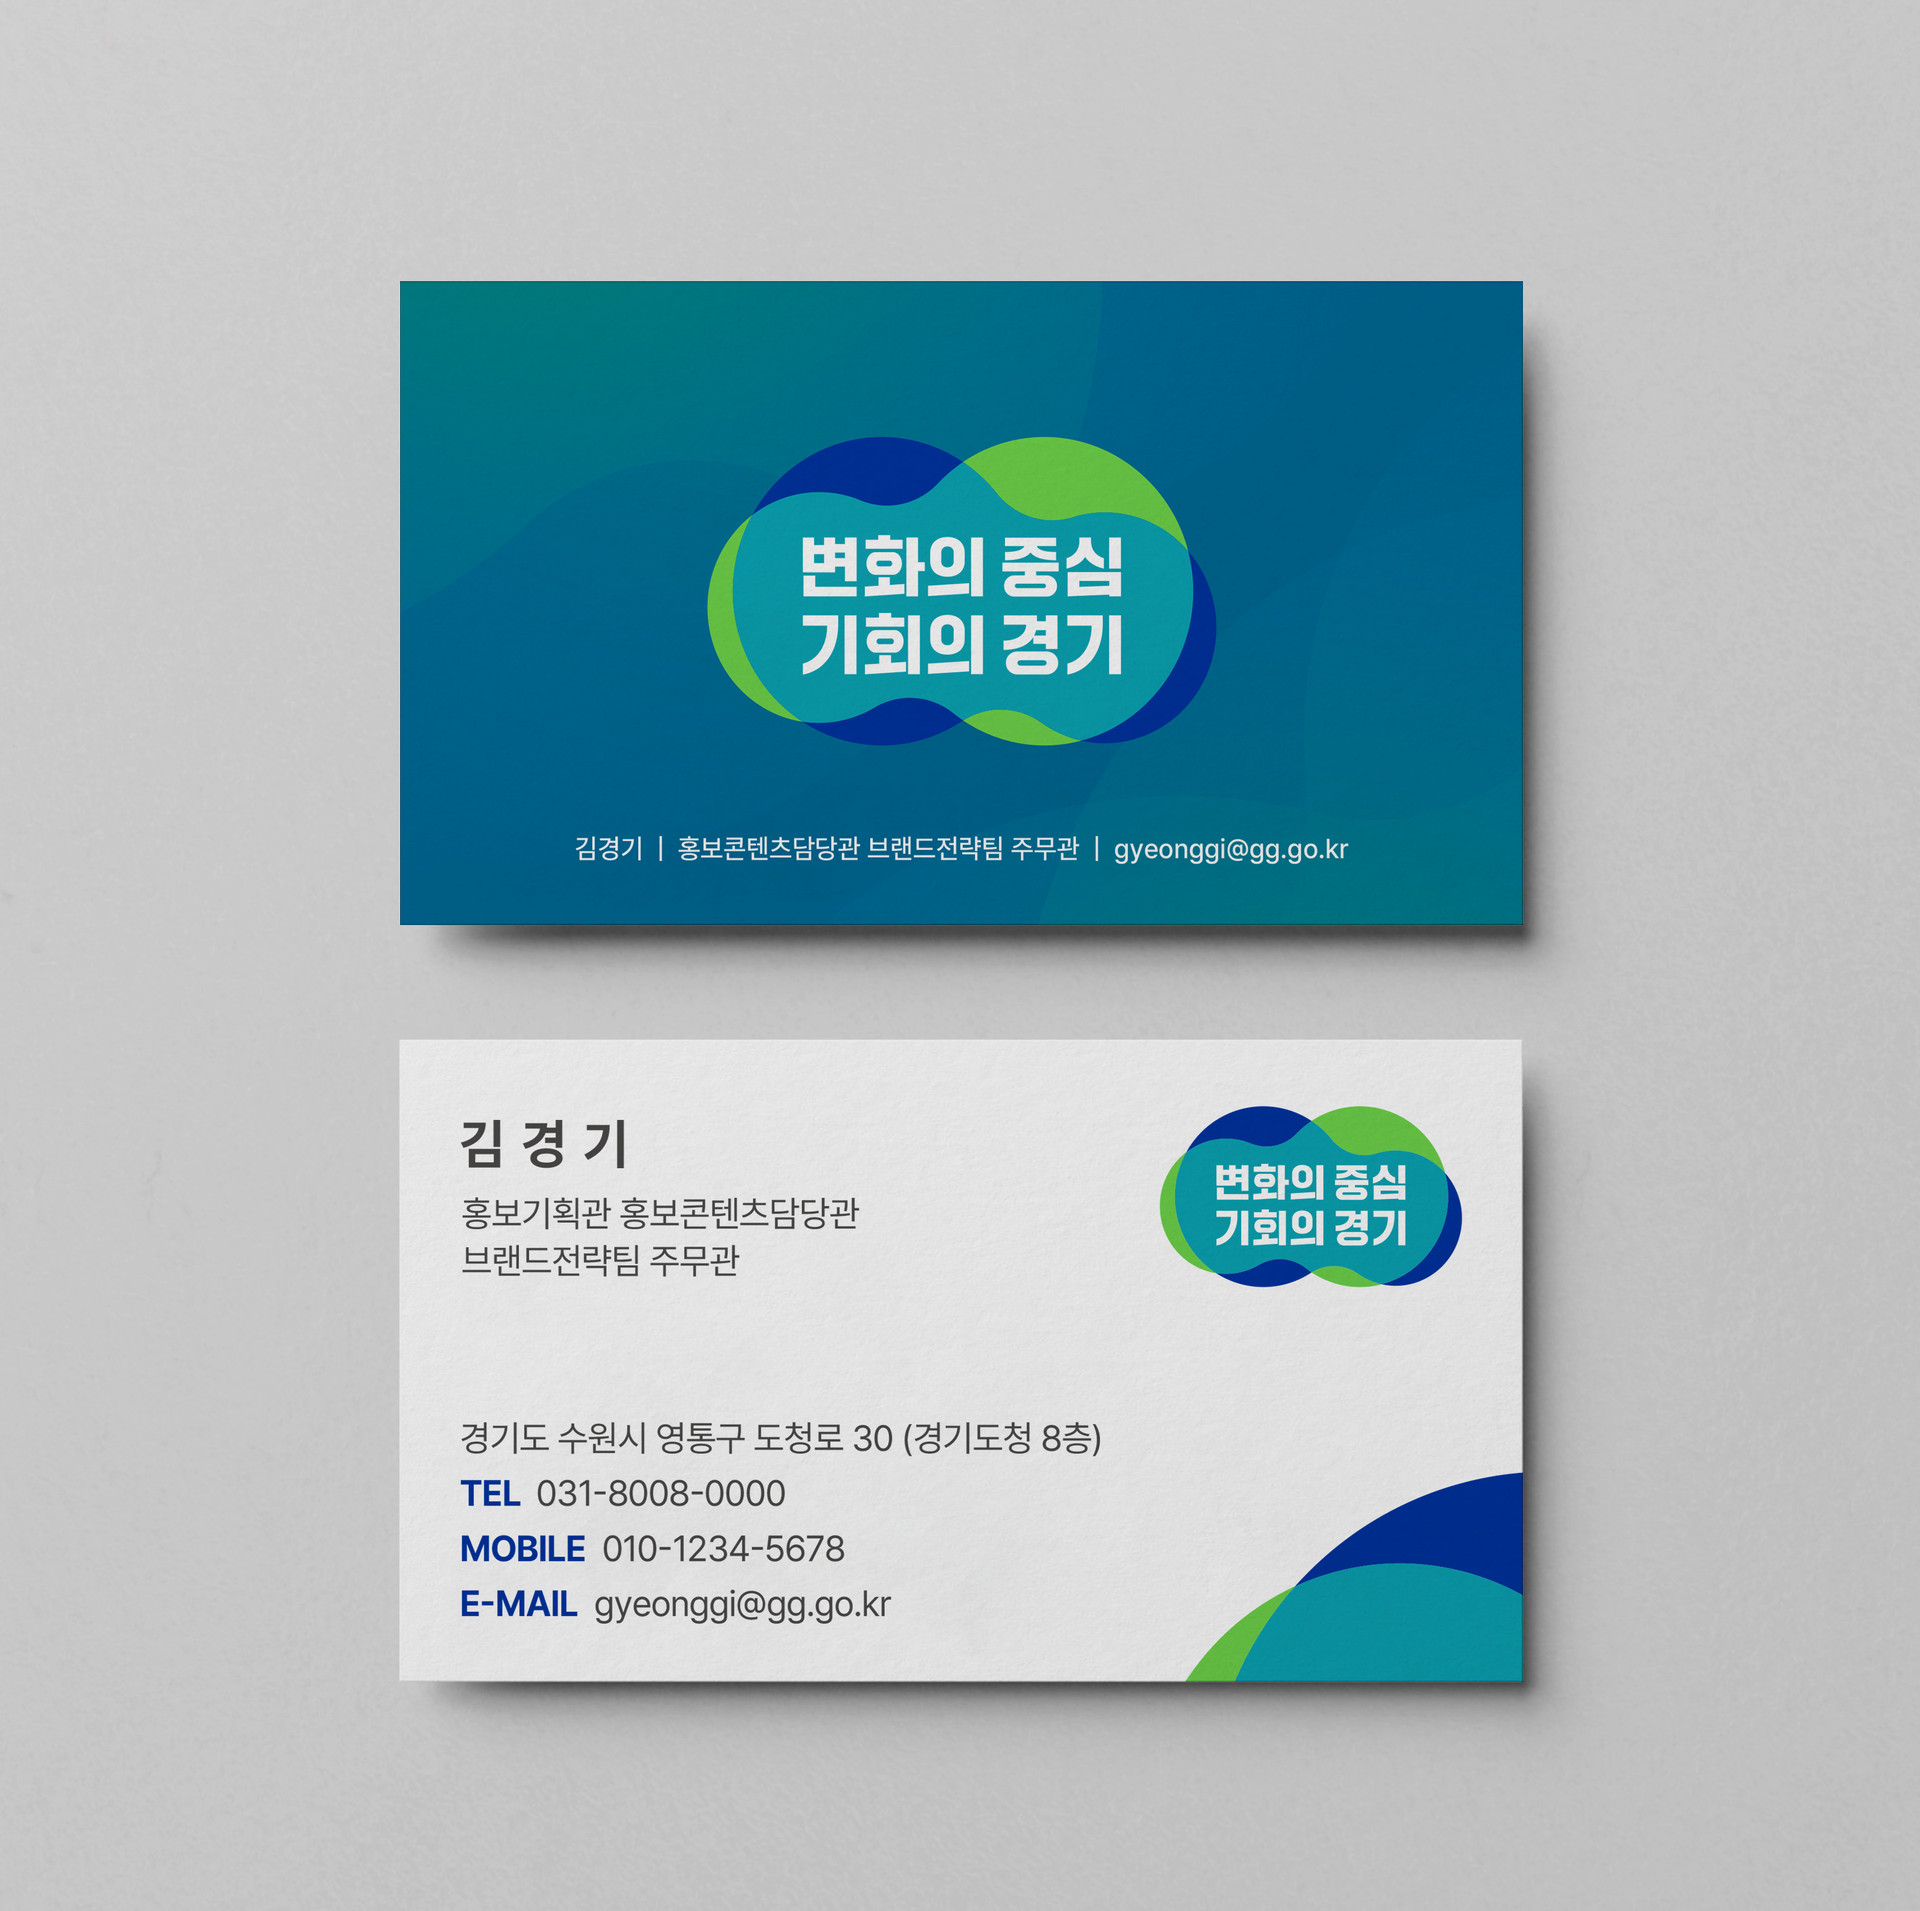 변화의 중심
기회의 경기
김경기 | 홍보콘텐츠담당관 브랜드전략팀 주무관 | gyeonggi@gg.go.kr
김 경 기
홍보기획관 홍보콘텐츠담당관
브랜드전략팀 주무관
변화의 중심
기회의 경기
경기도 수원시 영통구 도청로 30 (경기도청 8층)
TEL 031-8008-0000
MOBILE 010-1234-5678
E-MAIL gyeonggi@gg.go.kr